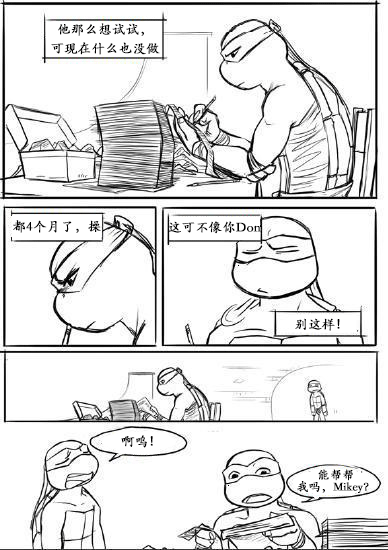 他那么想试试，
可现在什么也没做
都4个月了，操
这可不像你Don
别这样！
啊呜！
能帮帮
我吗，Mikey?